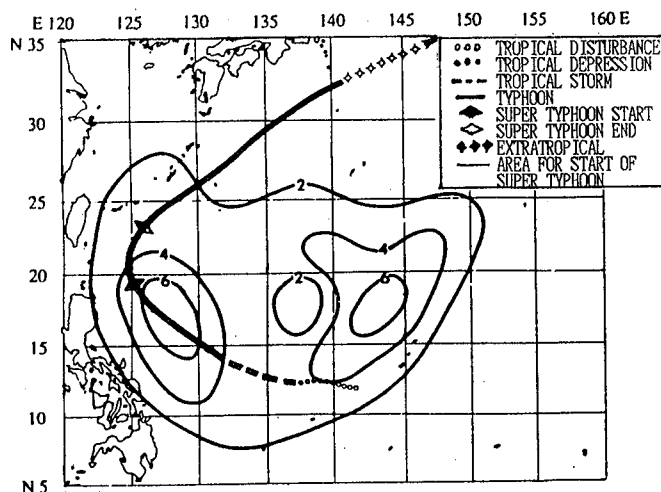 E 120 125 130 135 140 145 150 155 160 E
N 35
30
25
20
15
10
N 5
TROPICAL DISTURBANCE
TROPICAL DEPRESSION
TROPICAL STORM
TYPHOON
SUPER TYPHOON START
SUPER TYPHOON END
EXTRATROPICAL
AREA FOR START OF
SUPER TYPHOON
2
4
4
6
2
6